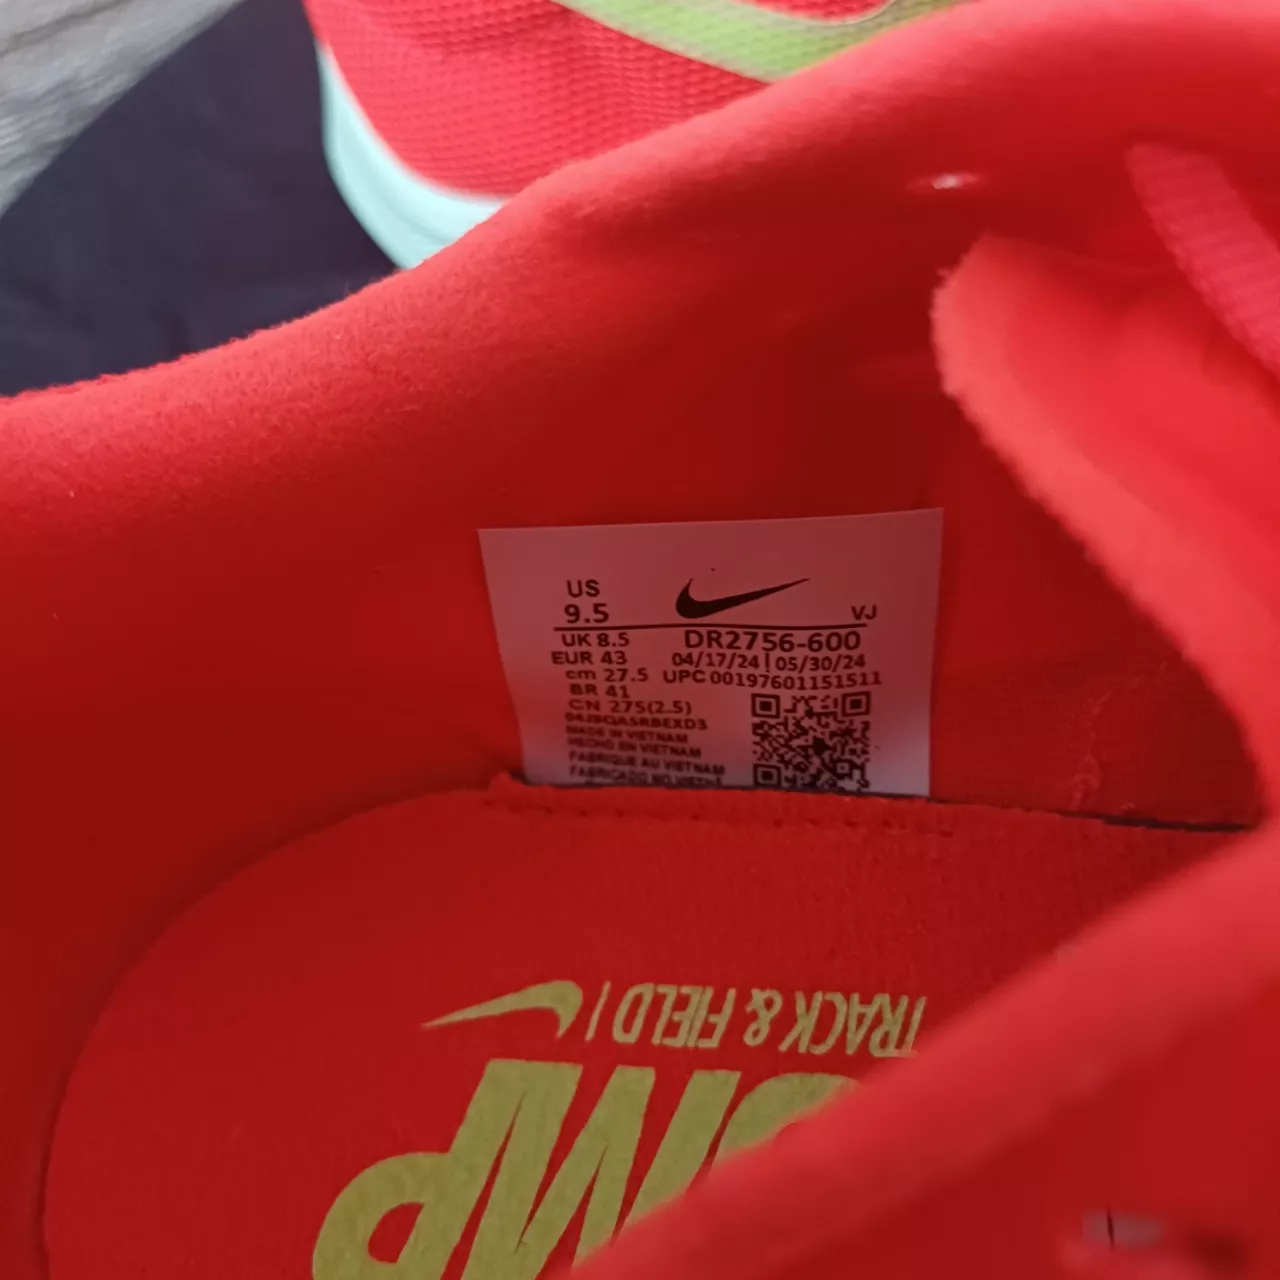 US
9.5
VJ
UK 8.5
DR2756-600
EUR 43
04/17/24 | 05/30/24
cm 27.5
UPC 00197601151511
BR 41
CN 275(2.5)
MADE IN VIETNAM
HECHO EN VIETNAM
FABRIQUE AU VIETNAM
FABRICADO NO
TRACK & FIELD